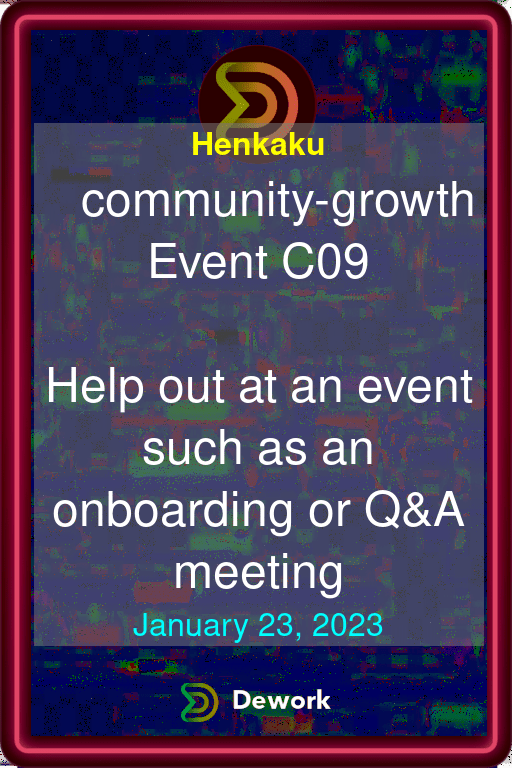 Henkaku
community-growth
Event C09
Help out at an event
such as an
onboarding or Q&A
meeting
January 23, 2023
Dework